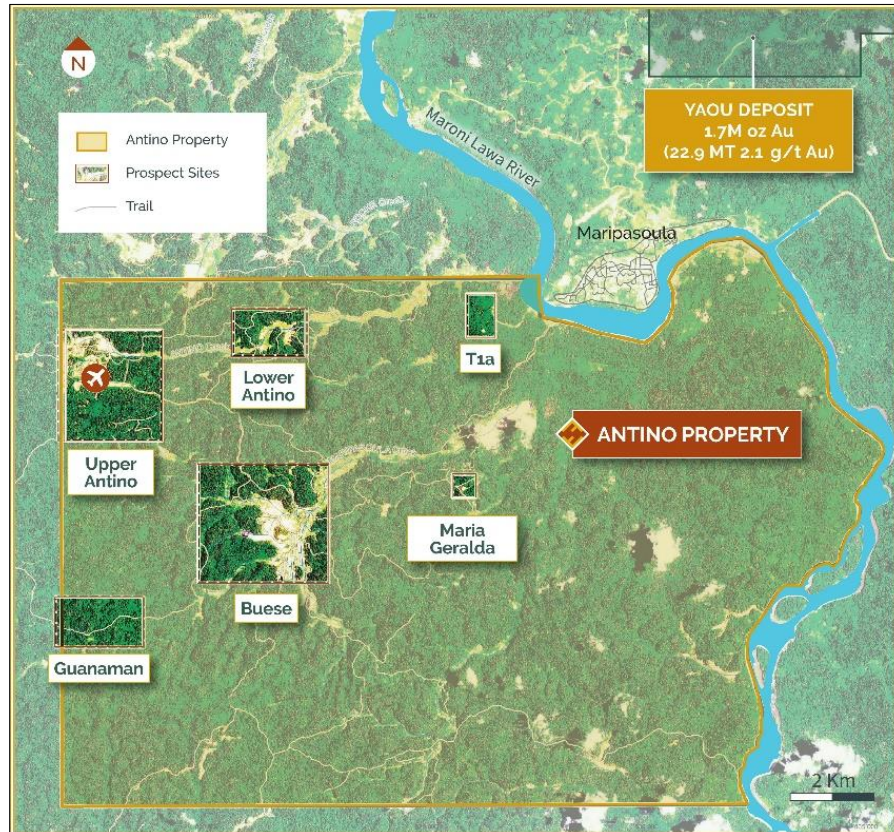 N
YAOU DEPOSIT
1.7M oz Au
(22.9 MT 2.1 g/t Au)
Antino Property
Prospect Sites
Trail
Maroni Lawa River
Maripasoula
Lower
Antino
T1a
Upper
Antino
ANTINO PROPERTY
Maria
Geralda
Buese
Guanaman
2 Km